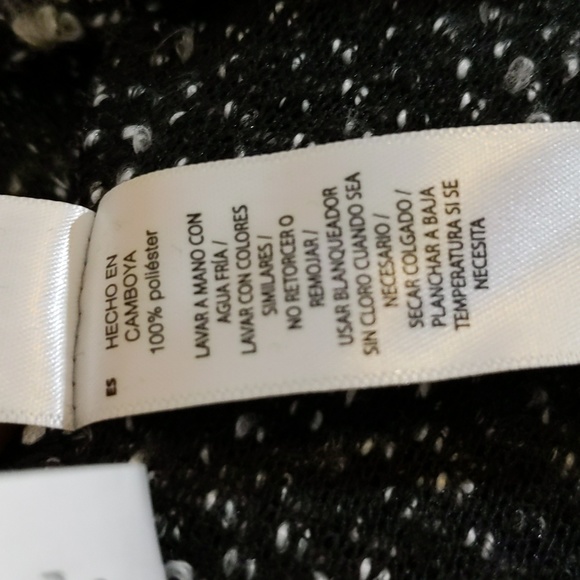 ES
HECHO EN
CAMBOYA
100% poliéster
LAVAR A MANO CON
AGUA FRÍA /
LAVAR CON COLORES
SIMILARES /
NO RETORCER O
REMOJAR /
USAR BLANQUEADOR
SIN CLORO CUANDO SEA
NECESARIO /
SECAR COLGADO /
PLANCHAR A BAJA
TEMPERATURA SI SE
NECESITA